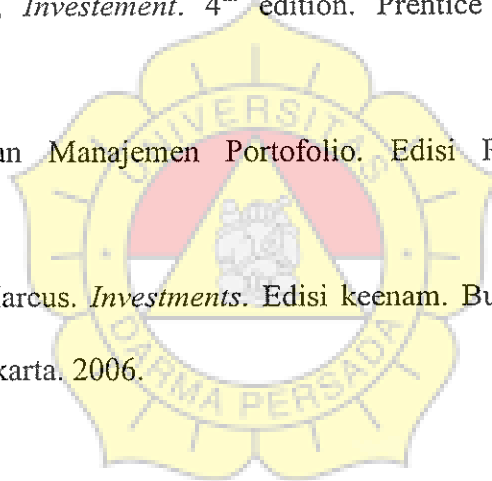 , Investement. 4th edition. Prentice
an Manajemen Portofolio. Edisi R
Marcus. Investments. Edisi keenam. Bu
karta. 2006.
UNIVERSITAS
DARMA PERSADA